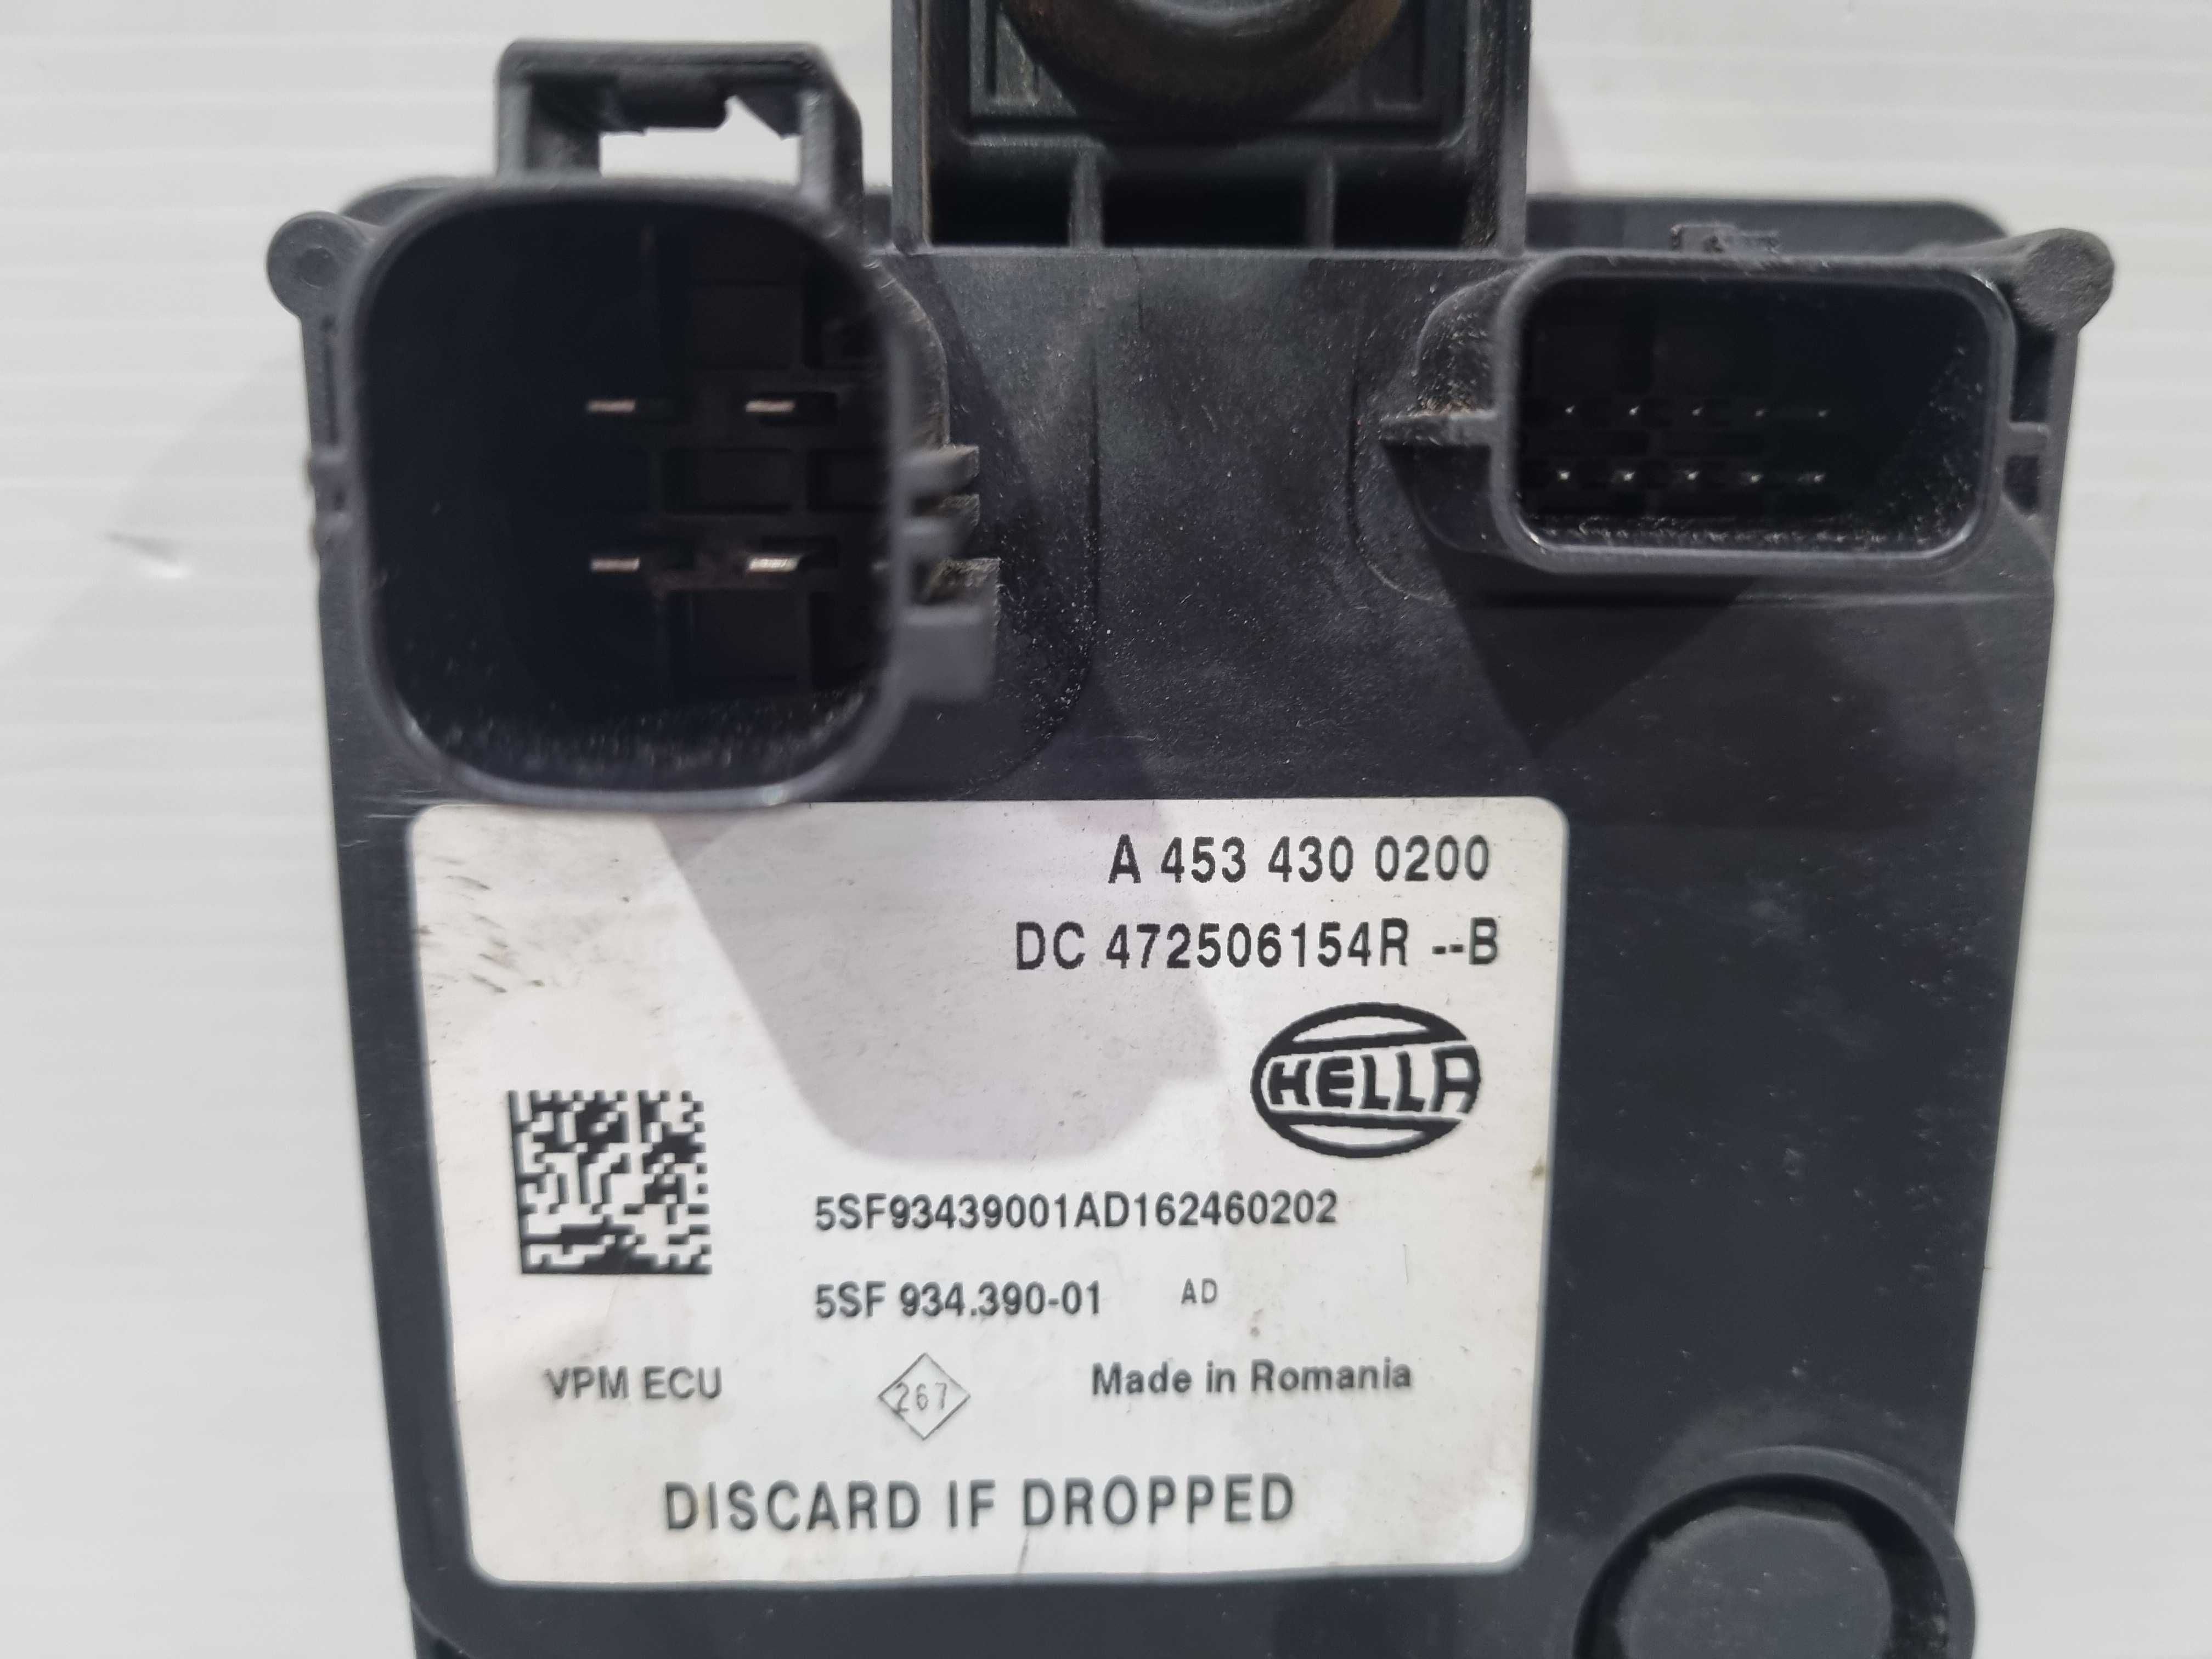 A 453 430 0200
DC 472506154R --B
HELLA
5SF93439001AD162460202
5SF 934.390-01 AD
VPM ECU 267 Made in Romania
DISCARD IF DROPPED